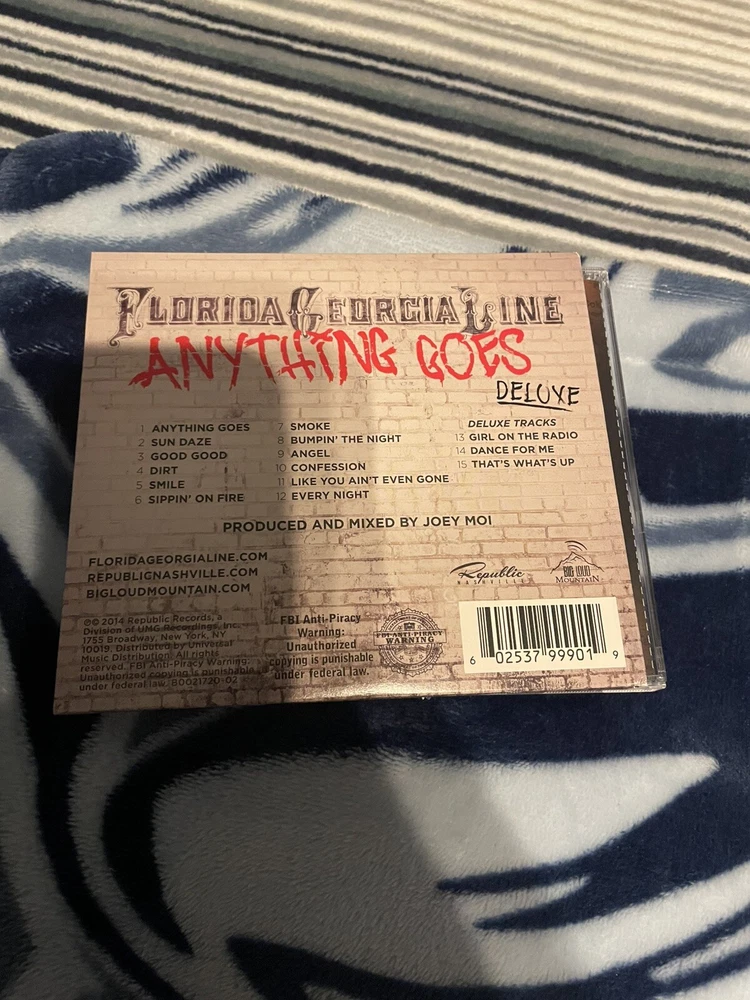 FLORIDA GEORGIA LINE
ANYTHING GOES
DELUXE
1 ANYTHING GOES
2 SUN DAZE
3 GOOD GOOD
4 DIRT
5 SMILE
6 SIPPIN' ON FIRE
7 SMOKE
8 BUMPIN' THE NIGHT
9 ANGEL
10 CONFESSION
11 LIKE YOU AIN'T EVEN GONE
12 EVERY NIGHT
DELUXE TRACKS
13 GIRL ON THE RADIO
14 DANCE FOR ME
15 THAT'S WHAT'S UP
PRODUCED AND MIXED BY JOEY MOI
FLORIDAGEORGIALINE.COM
REPUBLICNASHVILLE.COM
BIGLOUDMOUNTAIN.COM
Republic
NASHVILLE
BIG LOUD
MOUNTAIN
℗© 2014 Republic Records, a
Division of UMG Recordings, Inc.
1755 Broadway, New York, NY
10019. Distributed by Universal
Music Distribution. All rights
reserved. FBI Anti-Piracy Warning:
Unauthorized copying is punishable
under federal law. B0021720-02
FBI Anti-Piracy
Warning:
Unauthorized
copying is punishable
under federal law.
FBI ANTI-PIRACY
WARNING
6 02537 99901 9